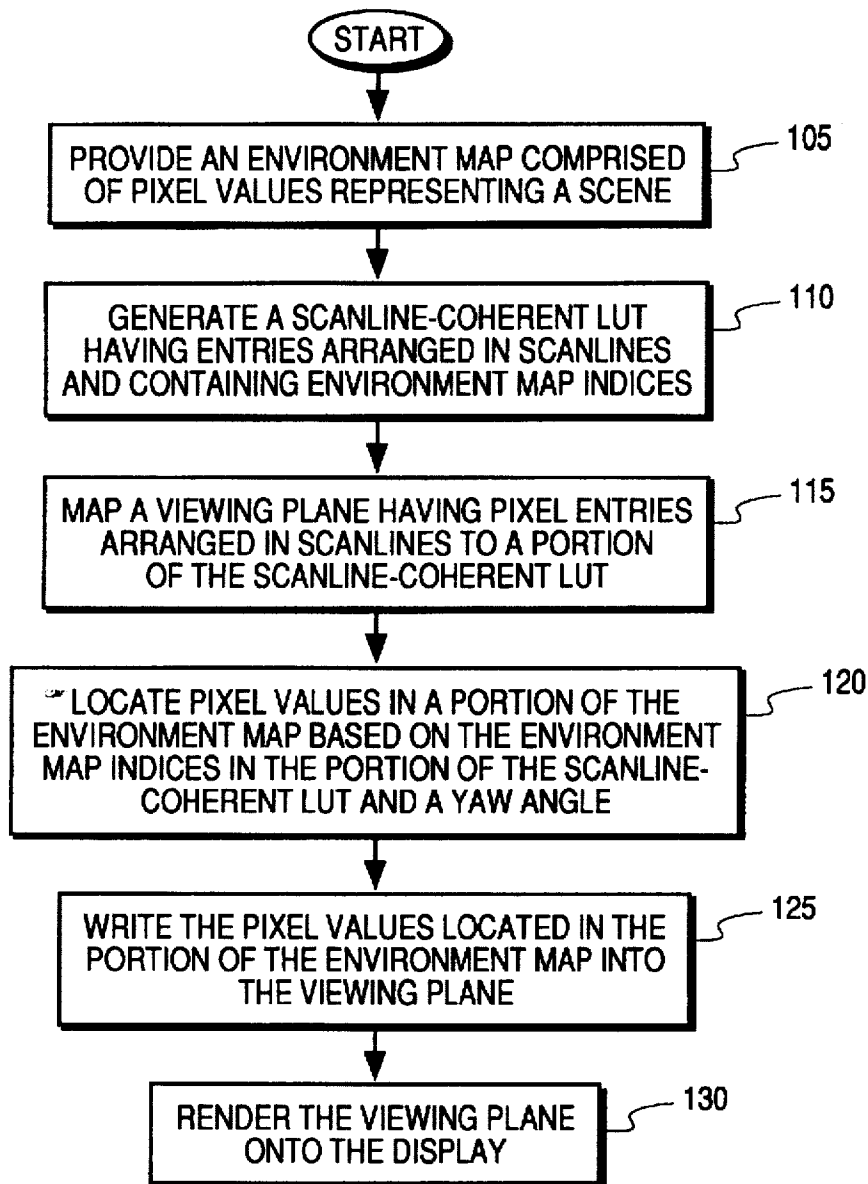 START
PROVIDE AN ENVIRONMENT MAP COMPRISED
OF PIXEL VALUES REPRESENTING A SCENE
105
GENERATE A SCANLINE-COHERENT LUT
HAVING ENTRIES ARRANGED IN SCANLINES
AND CONTAINING ENVIRONMENT MAP INDICES
110
MAP A VIEWING PLANE HAVING PIXEL ENTRIES
ARRANGED IN SCANLINES TO A PORTION
OF THE SCANLINE-COHERENT LUT
115
LOCATE PIXEL VALUES IN A PORTION OF THE
ENVIRONMENT MAP BASED ON THE ENVIRONMENT
MAP INDICES IN THE PORTION OF THE SCANLINE-
COHERENT LUT AND A YAW ANGLE
120
WRITE THE PIXEL VALUES LOCATED IN THE
PORTION OF THE ENVIRONMENT MAP INTO
THE VIEWING PLANE
125
RENDER THE VIEWING PLANE
ONTO THE DISPLAY
130